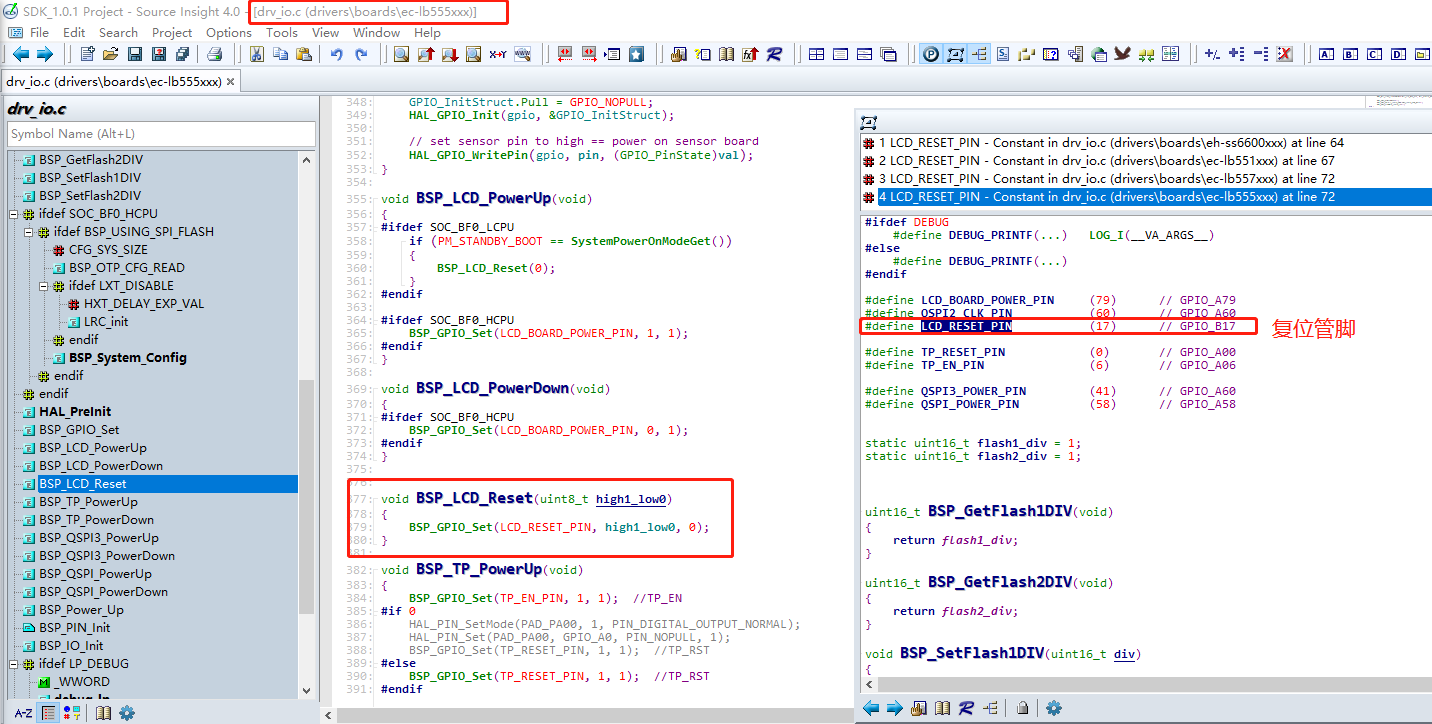 SDK_1.0.1 Project - Source Insight 4.0 - [drv_io.c (drivers\boards\ec-lb555xxx)]
File Edit Search Project Options Tools View Window Help
drv_io.c (drivers\boards\ec-lb555xxx)
drv_io.c
Symbol Name (Alt+L)
BSP_GetFlash2DIV
BSP_SetFlash1DIV
BSP_SetFlash2DIV
ifdef SOC_BF0_HCPU
ifdef BSP_USING_SPI_FLASH
CFG_SYS_SIZE
BSP_OTP_CFG_READ
ifdef LXT_DISABLE
HXT_DELAY_EXP_VAL
LRC_init
endif
BSP_System_Config
endif
endif
HAL_PreInit
BSP_GPIO_Set
BSP_LCD_PowerUp
BSP_LCD_PowerDown
BSP_LCD_Reset
BSP_TP_PowerUp
BSP_TP_PowerDown
BSP_QSPI3_PowerUp
BSP_QSPI3_PowerDown
BSP_QSPI_PowerUp
BSP_QSPI_PowerDown
BSP_Power_Up
BSP_PIN_Init
BSP_IO_Init
ifdef LP_DEBUG
_WWORD
debug_lp
A-Z
348: GPIO_InitStruct.Pull = GPIO_NOPULL;
349: HAL_GPIO_Init(gpio, &GPIO_InitStruct);
350:
351: // set sensor pin to high == power on sensor board
352: HAL_GPIO_WritePin(gpio, pin, (GPIO_PinState)val);
353: }
354:
355: void BSP_LCD_PowerUp(void)
356: {
357: #ifdef SOC_BF0_LCPU
358: if (PM_STANDBY_BOOT == SystemPowerOnModeGet())
359: {
360: BSP_LCD_Reset(0);
361: }
362: #endif
363:
364: #ifdef SOC_BF0_HCPU
365: BSP_GPIO_Set(LCD_BOARD_POWER_PIN, 1, 1);
366: #endif
367: }
368:
369: void BSP_LCD_PowerDown(void)
370: {
371: #ifdef SOC_BF0_HCPU
372: BSP_GPIO_Set(LCD_BOARD_POWER_PIN, 0, 1);
373: #endif
374: }
375:
377: void BSP_LCD_Reset(uint8_t high1_low0)
378: {
379: BSP_GPIO_Set(LCD_RESET_PIN, high1_low0, 0);
380: }
381:
382: void BSP_TP_PowerUp(void)
383: {
384: BSP_GPIO_Set(TP_EN_PIN, 1, 1); //TP_EN
385: #if 0
386: HAL_PIN_SetMode(PAD_PA00, 1, PIN_DIGITAL_OUTPUT_NORMAL);
387: HAL_PIN_Set(PAD_PA00, GPIO_A0, PIN_NOPULL, 1);
388: BSP_GPIO_Set(TP_RESET_PIN, 1, 1); //TP_RST
389: #else
390: BSP_GPIO_Set(TP_RESET_PIN, 1, 1); //TP_RST
391: #endif
1 LCD_RESET_PIN - Constant in drv_io.c (drivers\boards\eh-ss6600xxx) at line 64
2 LCD_RESET_PIN - Constant in drv_io.c (drivers\boards\ec-lb551xxx) at line 67
3 LCD_RESET_PIN - Constant in drv_io.c (drivers\boards\ec-lb557xxx) at line 72
4 LCD_RESET_PIN - Constant in drv_io.c (drivers\boards\ec-lb555xxx) at line 72
#ifdef DEBUG
#define DEBUG_PRINTF(...) LOG_I(__VA_ARGS__)
#else
#define DEBUG_PRINTF(...)
#endif
#define LCD_BOARD_POWER_PIN (79) // GPIO_A79
#define QSPI2_CLK_PIN (60) // GPIO_A60
#define LCD_RESET_PIN (17) // GPIO_B17
复位管脚
#define TP_RESET_PIN (0) // GPIO_A00
#define TP_EN_PIN (6) // GPIO_A06
#define QSPI3_POWER_PIN (41) // GPIO_A60
#define QSPI_POWER_PIN (58) // GPIO_A58
static uint16_t flash1_div = 1;
static uint16_t flash2_div = 1;
uint16_t BSP_GetFlash1DIV(void)
{
return flash1_div;
}
uint16_t BSP_GetFlash2DIV(void)
{
return flash2_div;
}
void BSP_SetFlash1DIV(uint16_t div)
{